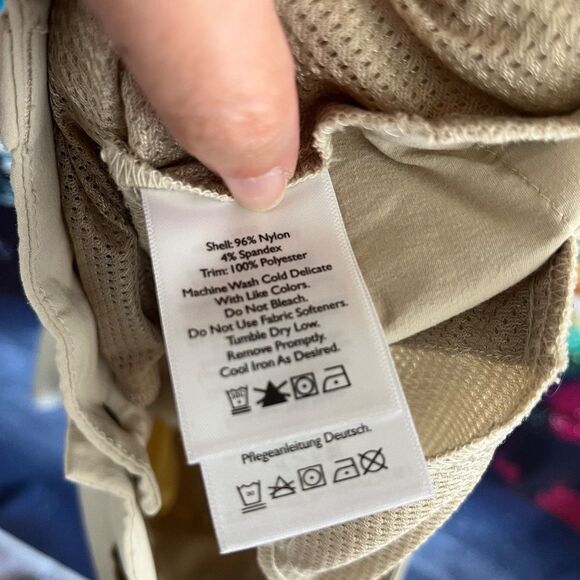 Shell: 96% Nylon
4% Spandex
Trim: 100% Polyester
Machine Wash Cold Delicate
With Like Colors.
Do Not Bleach.
Do Not Use Fabric Softeners.
Tumble Dry Low.
Remove Promptly.
Cool Iron As Desired.
Pflegeanleitung Deutsch.